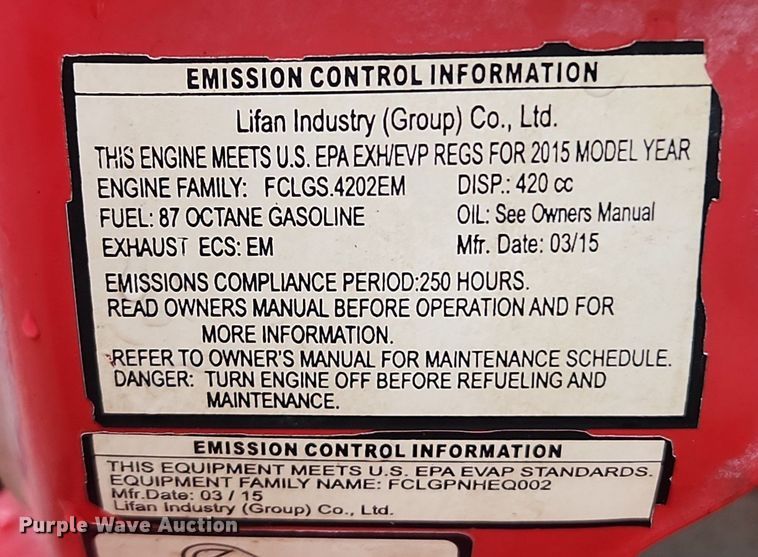 EMISSION CONTROL INFORMATION
Lifan Industry (Group) Co., Ltd.
THIS ENGINE MEETS U.S. EPA EXH/EVP REGS FOR 2015 MODEL YEAR
ENGINE FAMILY: FCLGS.4202EM DISP.: 420 cc
FUEL: 87 OCTANE GASOLINE OIL: See Owners Manual
EXHAUST ECS: EM Mfr. Date: 03/15
EMISSIONS COMPLIANCE PERIOD:250 HOURS.
READ OWNERS MANUAL BEFORE OPERATION AND FOR
MORE INFORMATION.
REFER TO OWNER'S MANUAL FOR MAINTENANCE SCHEDULE.
DANGER: TURN ENGINE OFF BEFORE REFUELING AND
MAINTENANCE.
EMISSION CONTROL INFORMATION
THIS EQUIPMENT MEETS U.S. EPA EVAP STANDARDS.
EQUIPMENT FAMILY NAME: FCLGPNHEQ002
Mfr.Date: 03 / 15
Lifan Industry (Group) Co., Ltd.
Purple Wave Auction